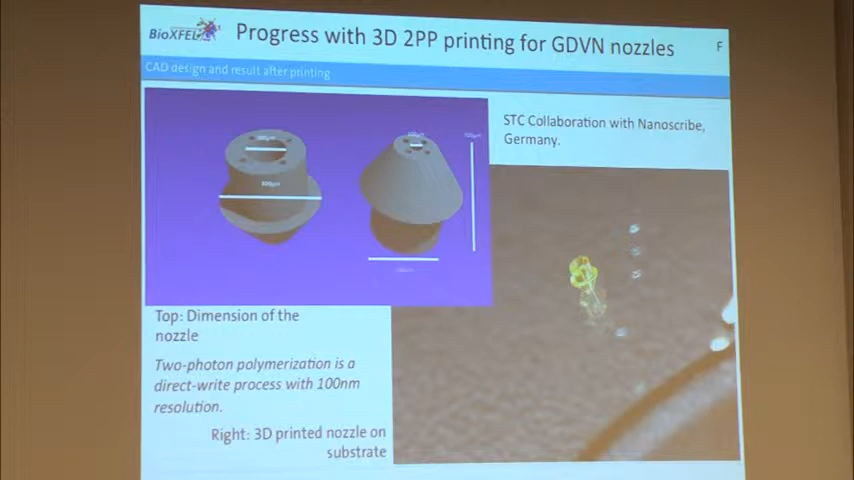 BioXFEL
Progress with 3D 2PP printing for GDVN nozzles
F
CAD design and result after printing
STC Collaboration with Nanoscribe,
Germany.
Top: Dimension of the
nozzle
Two-photon polymerization is a
direct-write process with 100nm
resolution.
Right: 3D printed nozzle on
substrate